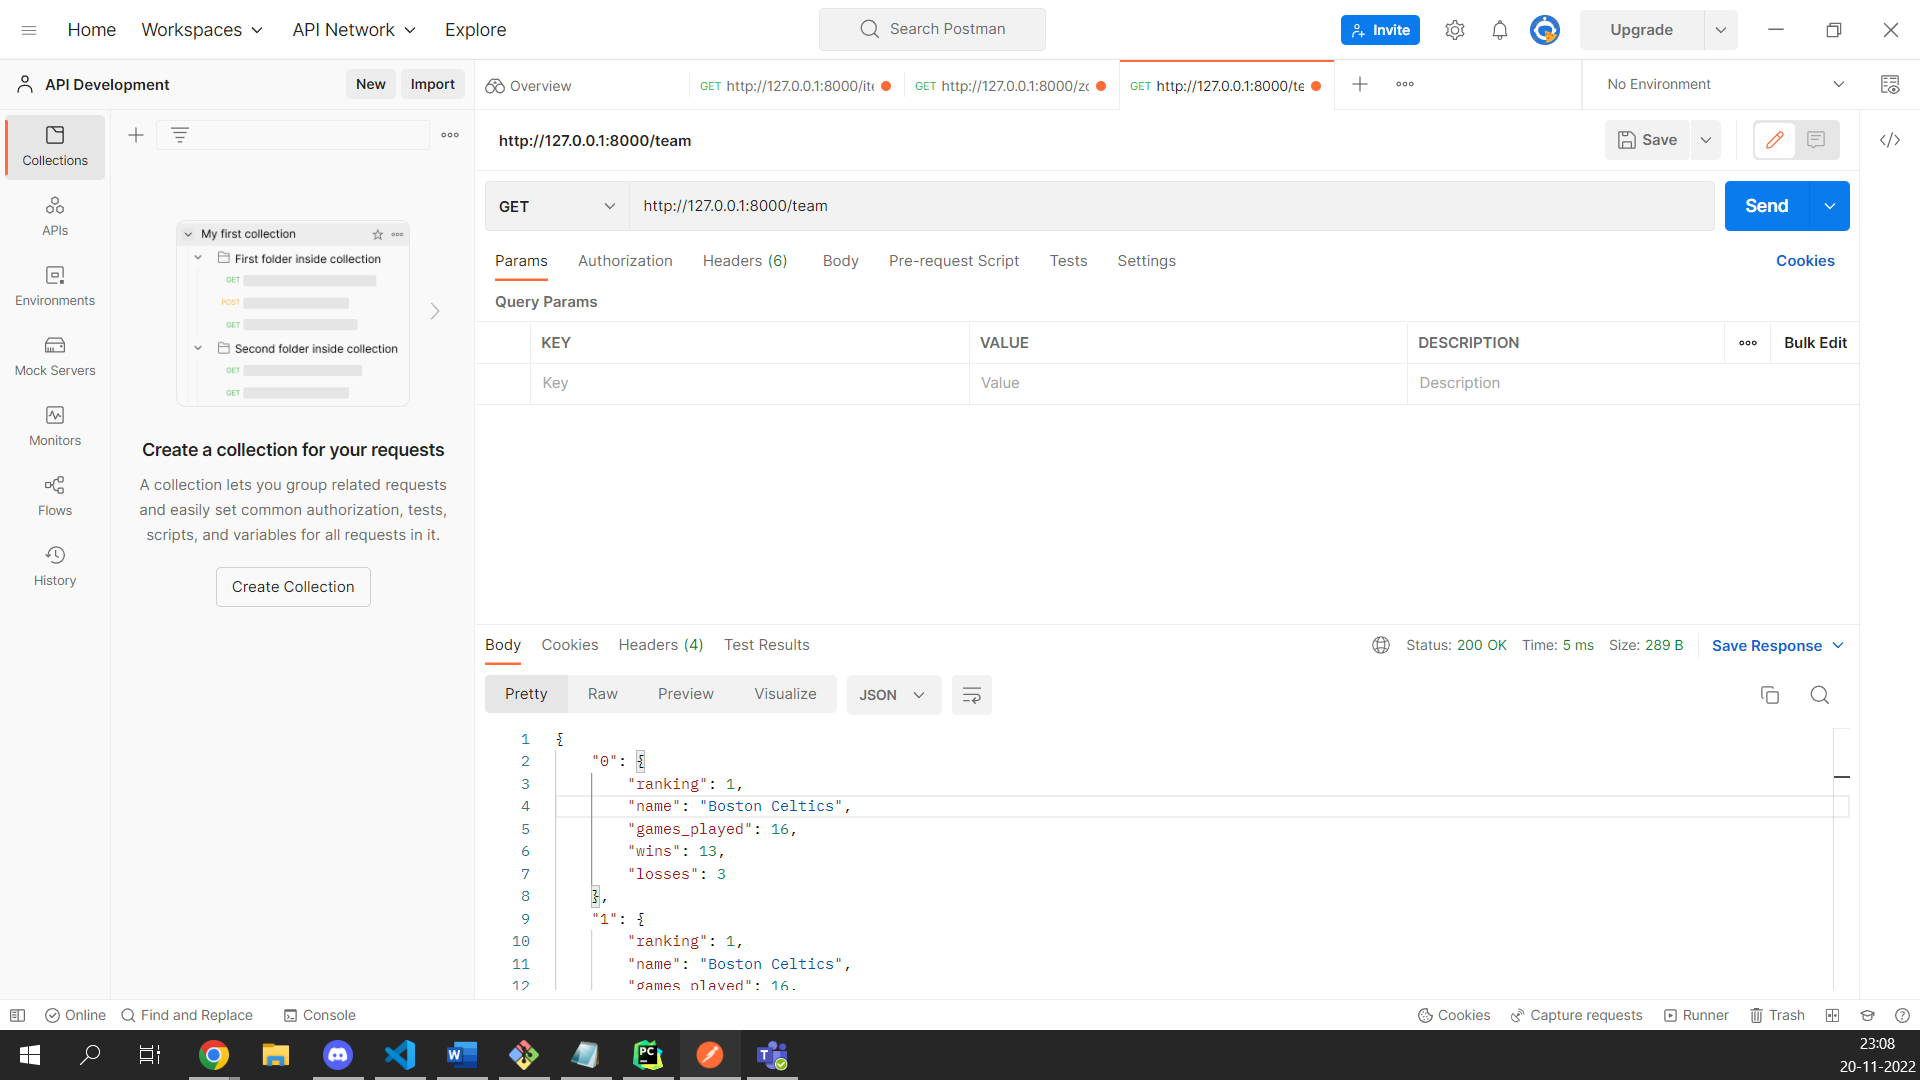 Home Workspaces API Network Explore Search Postman Invite Upgrade
API Development New Import Overview GET http://127.0.0.1:8000/ite GET http://127.0.0.1:8000/zo GET http://127.0.0.1:8000/te No Environment
Collections
APIs
Environments
Mock Servers
Monitors
Flows
History
My first collection
First folder inside collection
GET
POST
GET
Second folder inside collection
GET
GET
Create a collection for your requests
A collection lets you group related requests
and easily set common authorization, tests,
scripts, and variables for all requests in it.
Create Collection
http://127.0.0.1:8000/team Save
GET http://127.0.0.1:8000/team Send
Params Authorization Headers (6) Body Pre-request Script Tests Settings Cookies
Query Params
KEY VALUE DESCRIPTION Bulk Edit
Key Value Description
Body Cookies Headers (4) Test Results Status: 200 OK Time: 5 ms Size: 289 B Save Response
Pretty Raw Preview Visualize JSON
1 {
2 "0": {
3 "ranking": 1,
4 "name": "Boston Celtics",
5 "games_played": 16,
6 "wins": 13,
7 "losses": 3
8 },
9 "1": {
10 "ranking": 1,
11 "name": "Boston Celtics",
12 "games_played": 16,
Online Find and Replace Console Cookies Capture requests Runner Trash
23:08
20-11-2022